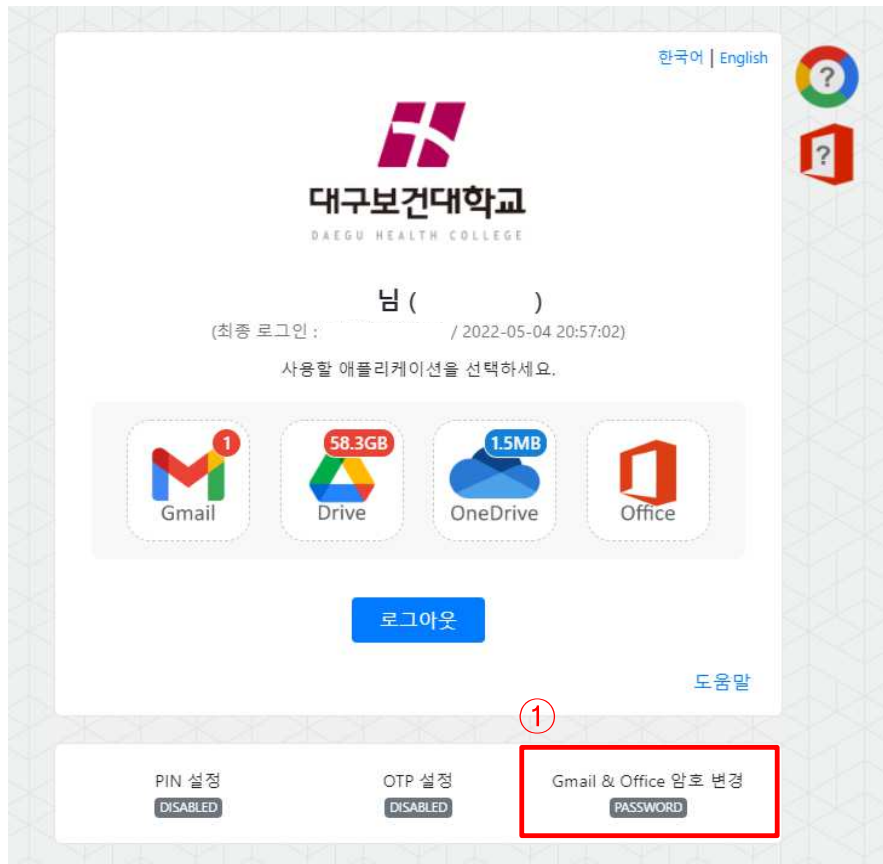 한국어 | English
?
?
대구보건대학교
DAEGU HEALTH COLLEGE
님 ( )
(최종 로그인 : / 2022-05-04 20:57:02)
사용할 애플리케이션을 선택하세요.
1 58.3GB 1.5MB
Gmail Drive OneDrive Office
로그아웃
도움말
①
PIN 설정 OTP 설정 Gmail & Office 암호 변경
DISABLED DISABLED PASSWORD